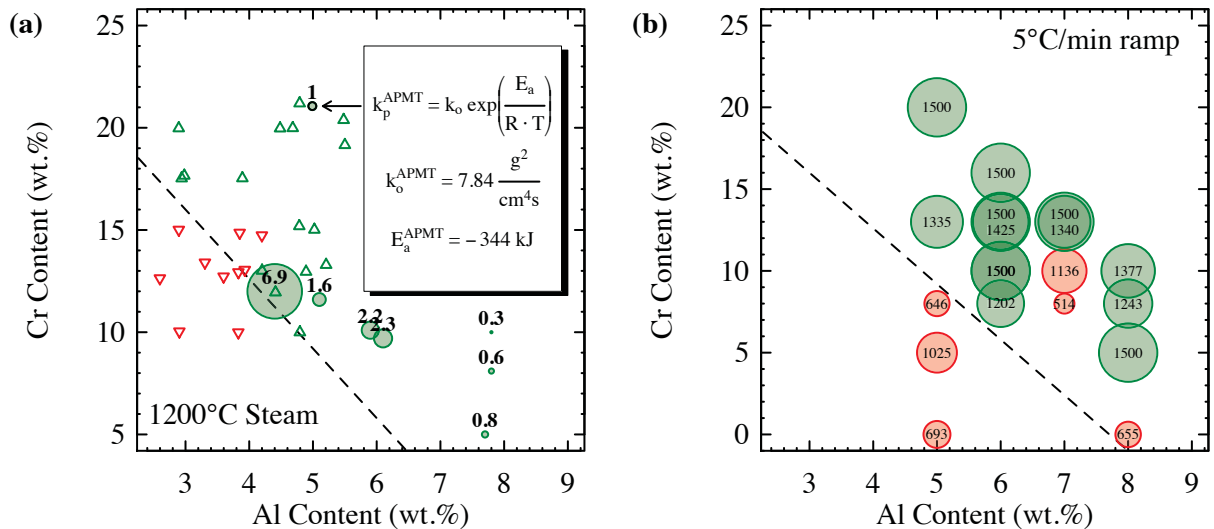 (a)
25
20
15
10
5
Cr Content (wt.%)
3 4 5 6 7 8 9
Al Content (wt.%)
1200°C Steam
1
6.9
1.6
2.2
2.3
0.3
0.6
0.8
k_p^APMT = k_o exp(E_a / R · T)
k_o^APMT = 7.84 g^2 / cm^4s
E_a^APMT = − 344 kJ
(b)
5°C/min ramp
25
20
15
10
5
0
Cr Content (wt.%)
3 4 5 6 7 8 9
Al Content (wt.%)
1500
1500
1335
1500
1425
1500
1340
1500
1136
1377
646
1202
514
1243
1025
1500
693
655